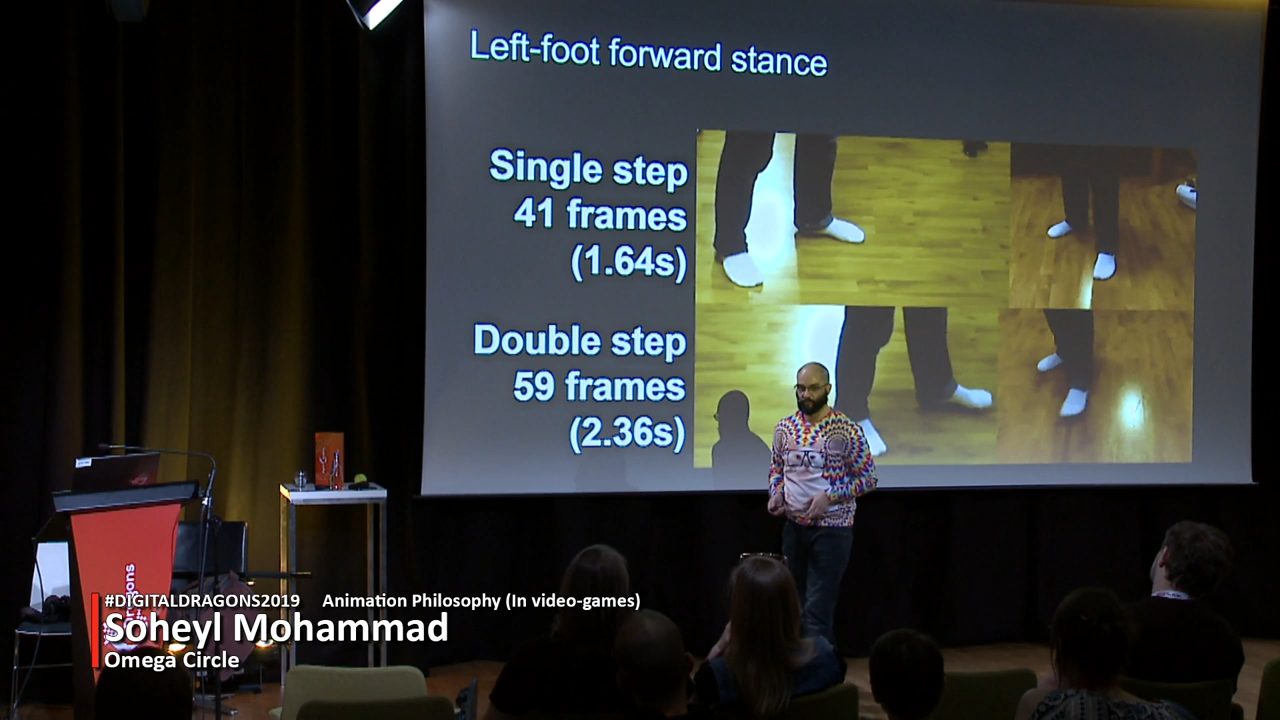 Left-foot forward stance
Single step
41 frames
(1.64s)
Double step
59 frames
(2.36s)
#DIGITALDRAGONS2019 Animation Philosophy (In video-games)
Soheyl Mohammad
Omega Circle